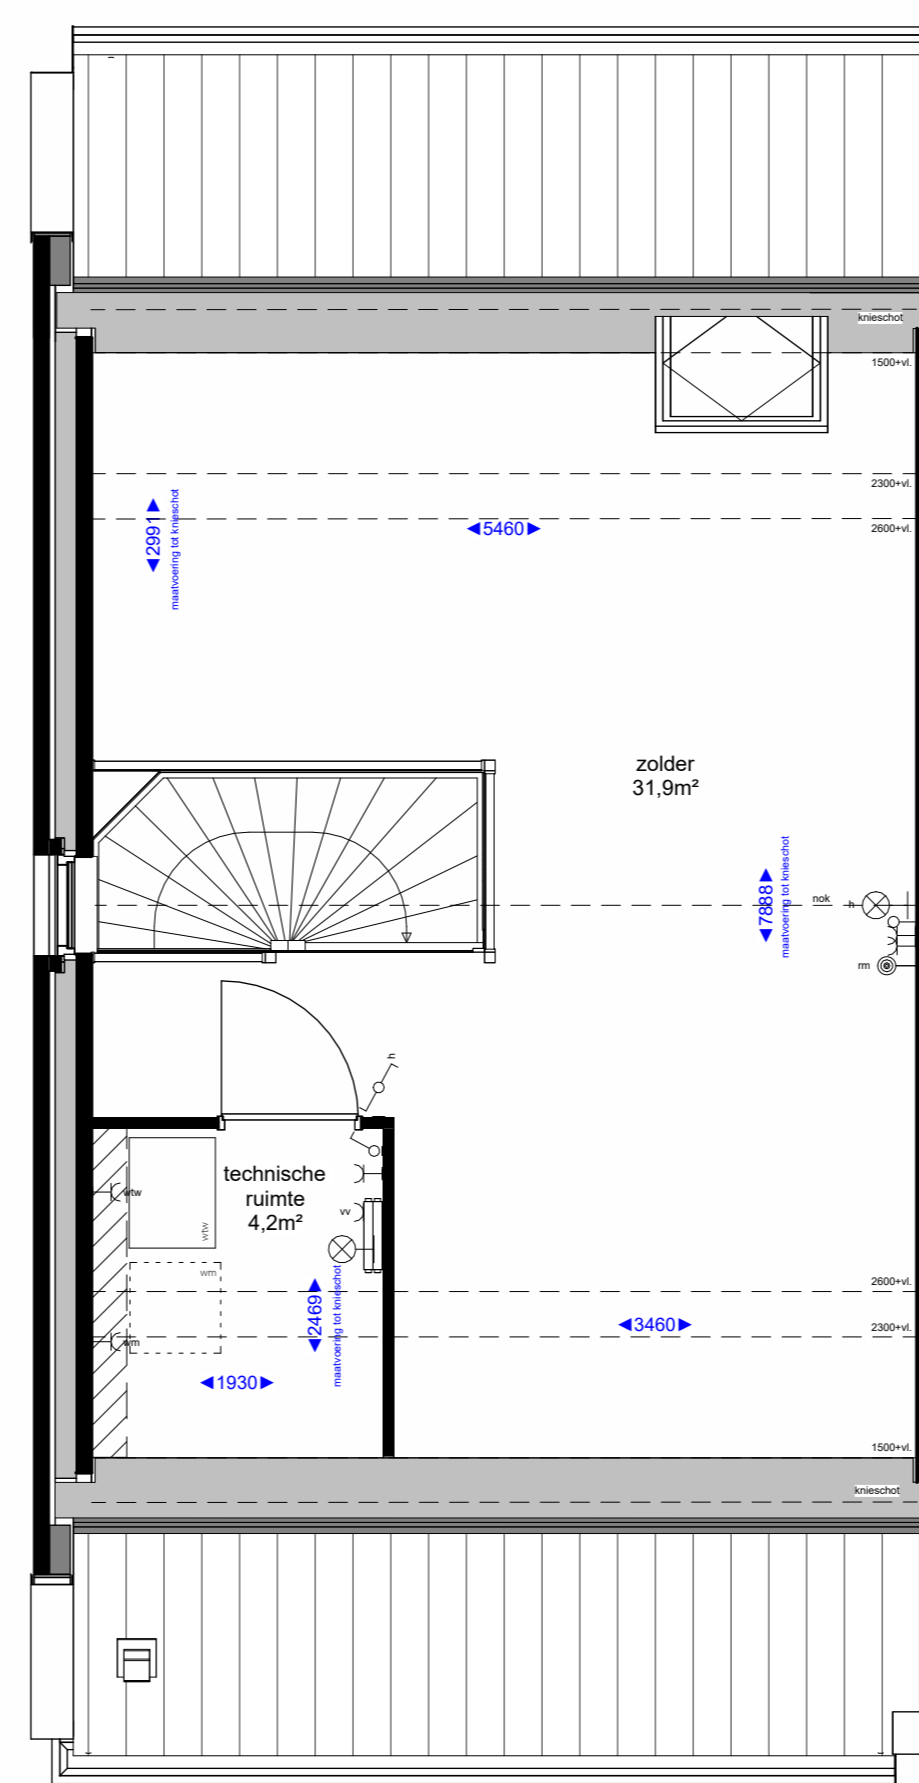 knieschot
1500+vl.
2300+vl.
2600+vl.
5460
2991
maatvoering tot knieschot
zolder
31,9m²
7888
maatvoering tot knieschot
nok
h
rm
h
technische
ruimte
4,2m²
wtw
wtw
vv
wm
wm
2469
maatvoering tot knieschot
1930
3460
2600+vl.
2300+vl.
1500+vl.
knieschot